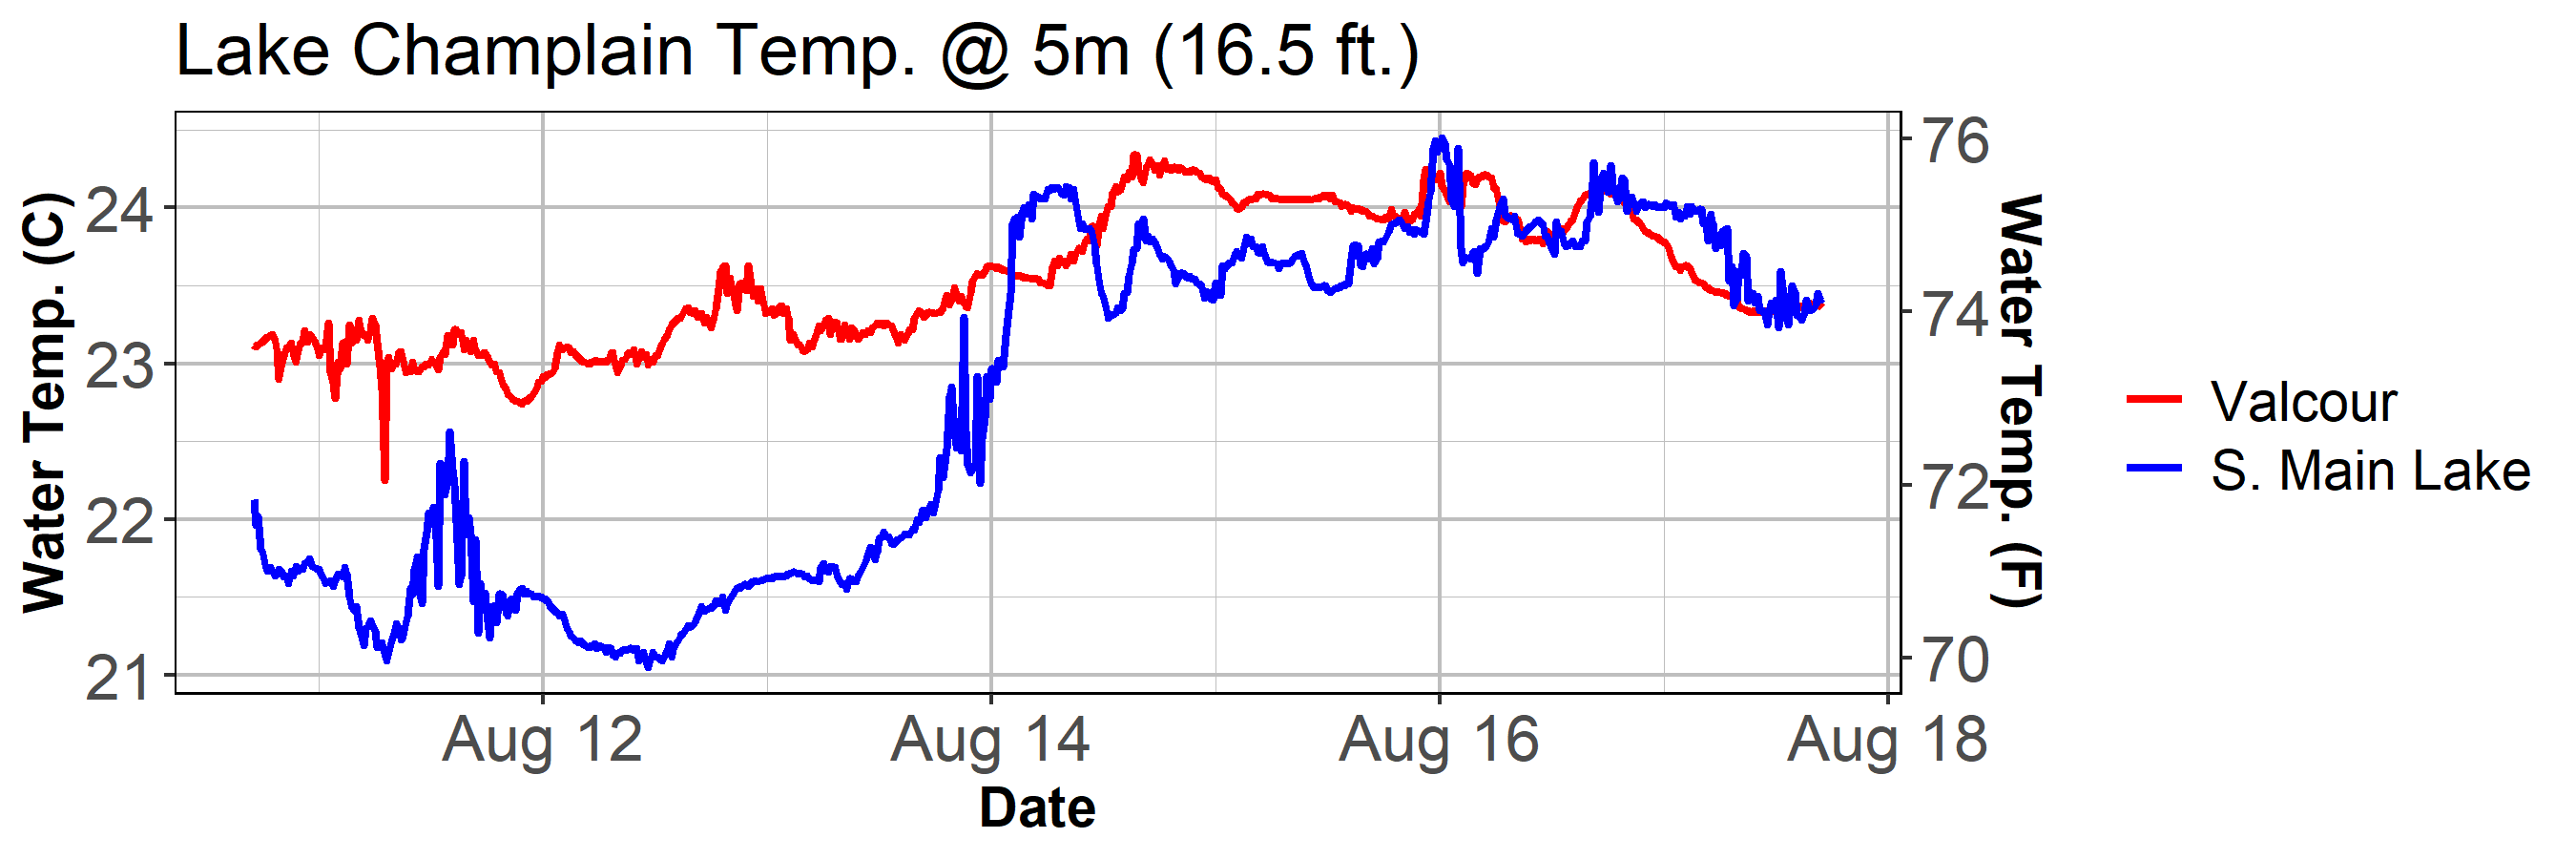 Lake Champlain Temp. @ 5m (16.5 ft.)
Water Temp. (C)
24
23
22
21
76
74
72
70
Water Temp. (F)
Aug 12
Aug 14
Aug 16
Aug 18
Date
Valcour
S. Main Lake